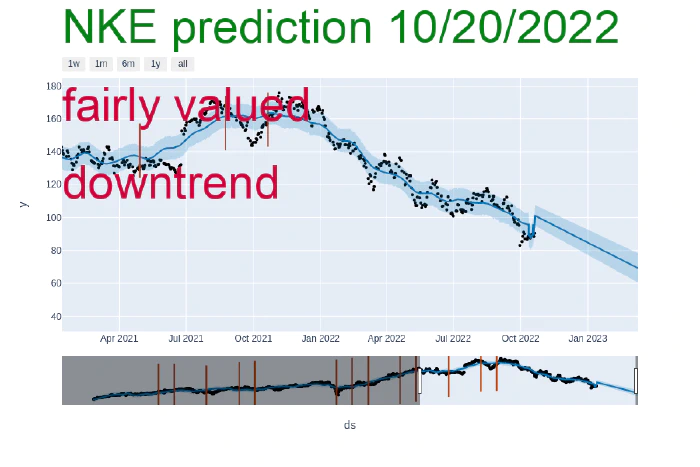 NKE prediction 10/20/2022
1w 1m 6m 1y all
180
fairly valued
160
140
downtrend
120
100
y
80
60
40
Apr 2021 Jul 2021 Oct 2021 Jan 2022 Apr 2022 Jul 2022 Oct 2022 Jan 2023
ds